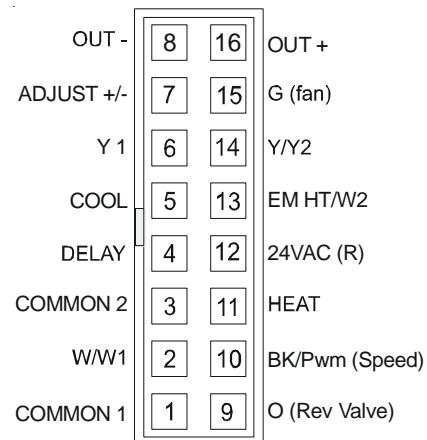 OUT - 8 16 OUT +
ADJUST +/- 7 15 G (fan)
Y 1 6 14 Y/Y2
COOL 5 13 EM HT/W2
DELAY 4 12 24VAC (R)
COMMON 2 3 11 HEAT
W/W1 2 10 BK/Pwm (Speed)
COMMON 1 1 9 O (Rev Valve)